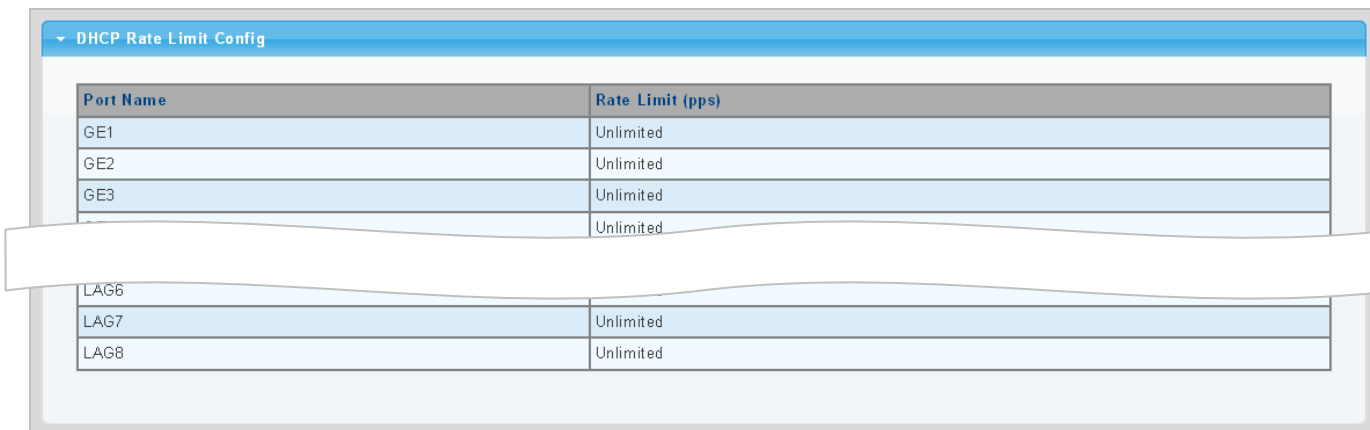 DHCP Rate Limit Config
Port Name Rate Limit (pps)
GE1 Unlimited
GE2 Unlimited
GE3 Unlimited
Unlimited
LAG6
LAG7 Unlimited
LAG8 Unlimited